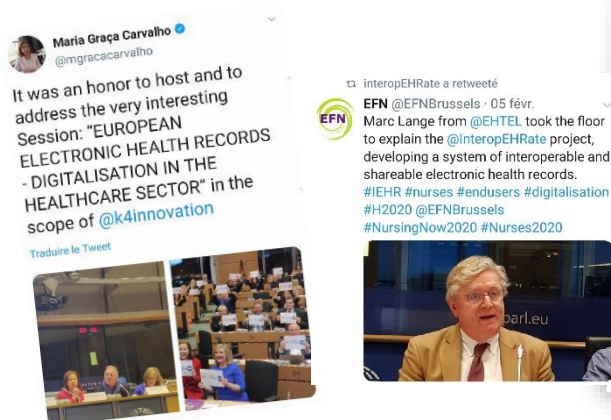 Maria Graça Carvalho
@mgracacarvalho
It was an honor to host and to
address the very interesting
Session: "EUROPEAN
ELECTRONIC HEALTH RECORDS
- DIGITALISATION IN THE
HEALTHCARE SECTOR" in the
scope of @k4innovation
Traduire le Tweet
interopEHRate a retweeté
EFN
EFN @EFNBrussels · 05 févr.
Marc Lange from @EHTEL took the floor
to explain the @InteropEHRate project,
developing a system of interoperable and
shareable electronic health records.
#IEHR #nurses #endusers #digitalisation
#H2020 @EFNBrussels
#NursingNow2020 #Nurses2020
parl.eu